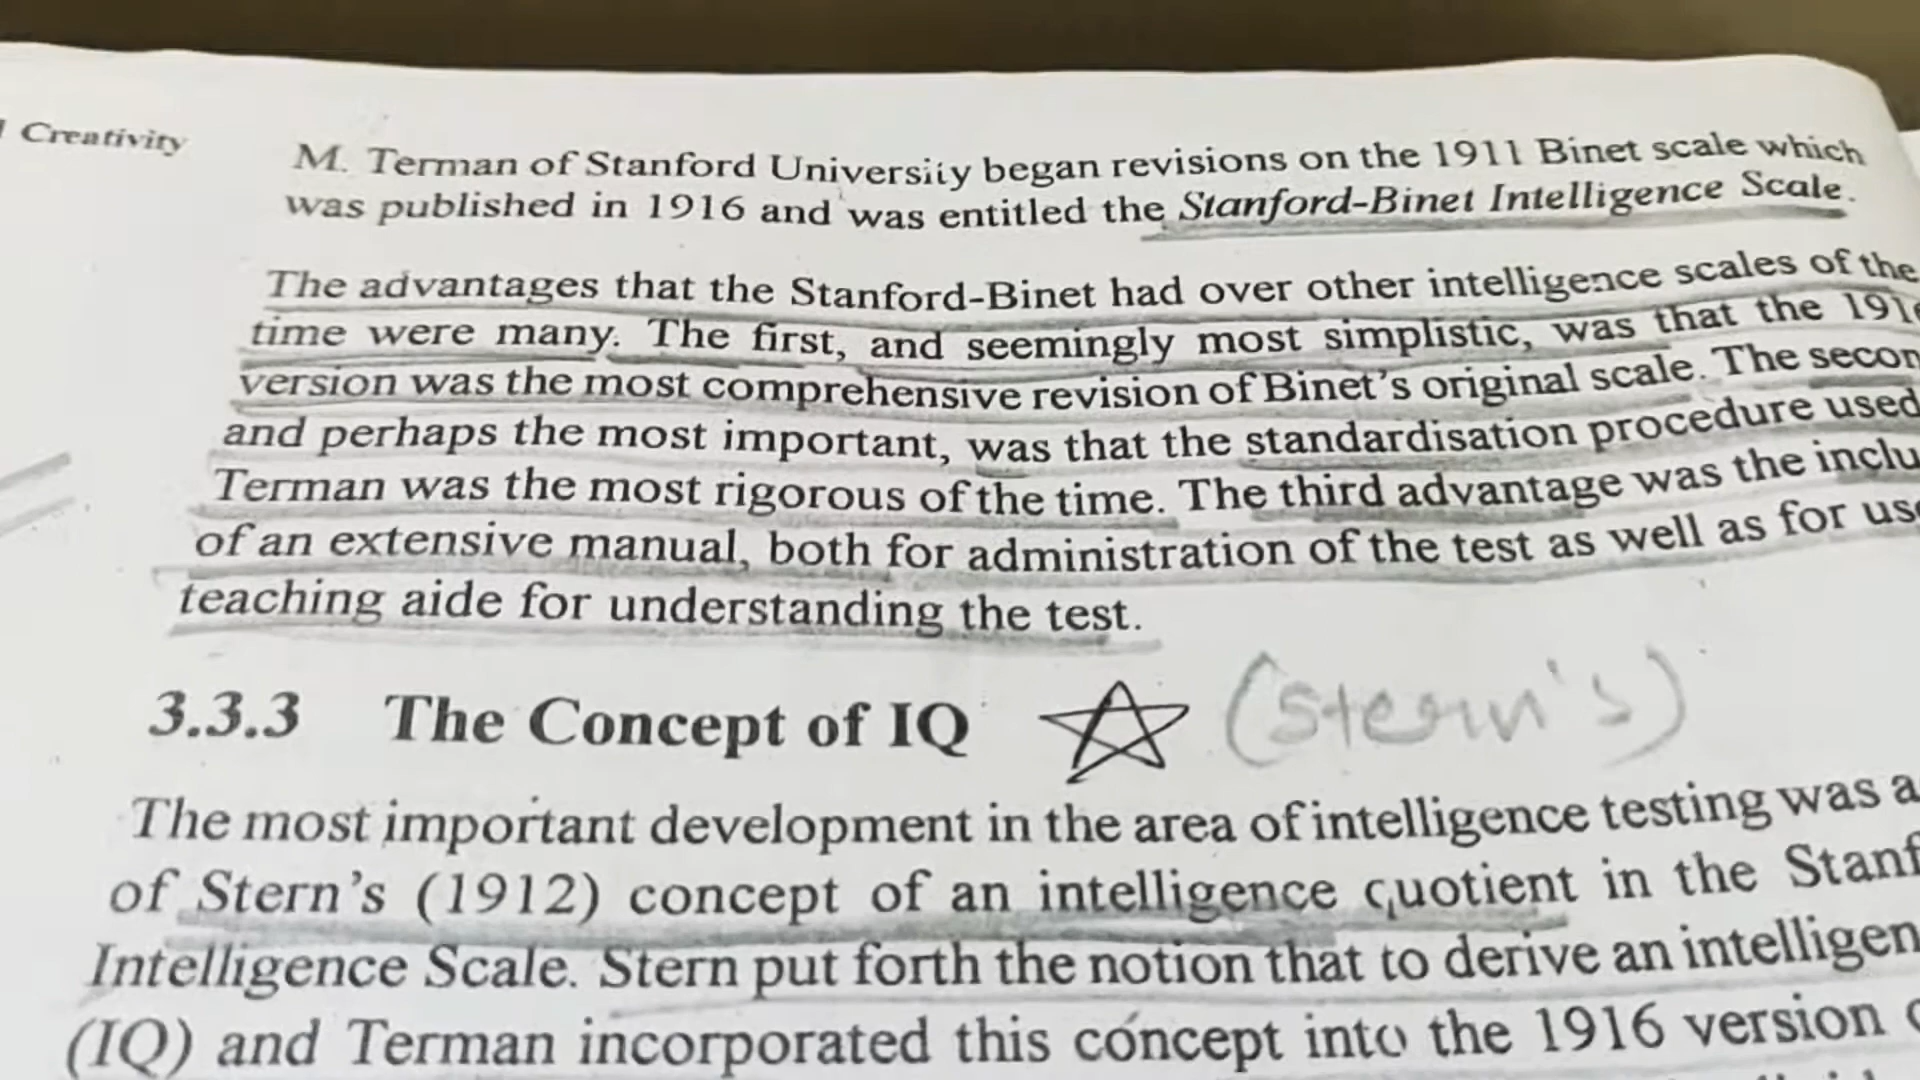 Creativity
M. Terman of Stanford University began revisions on the 1911 Binet scale which
was published in 1916 and was entitled the Stanford-Binet Intelligence Scale.
The advantages that the Stanford-Binet had over other intelligence scales of the
time were many. The first, and seemingly most simplistic, was that the
version was the most comprehensive revision of Binet's original scale. The
and perhaps the most important, was that the standardisation procedure used
Terman was the most rigorous of the time. The third advantage was the
of an extensive manual, both for administration of the test as well as for
teaching aide for understanding the test.
3.3.3 The Concept of IQ (Stern's)
The most important development in the area of intelligence testing was
of Stern's (1912) concept of an intelligence quotient in the
Intelligence Scale. Stern put forth the notion that to derive an
(IQ) and Terman incorporated this concept into the 1916 version